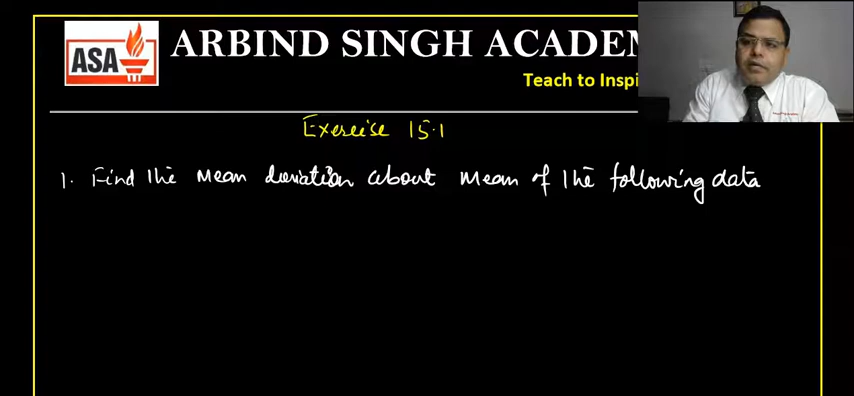 ASA
ARBIND SINGH ACADEM
Teach to Inspi
Exercise 15.1
1. Find the Mean deviation about Mean of the following data